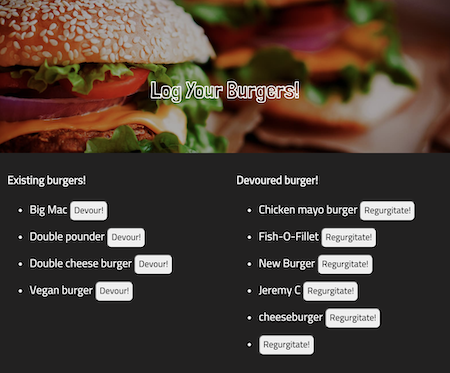 Log Your Burgers!
Existing burgers!
Big Mac Devour!
Double pounder Devour!
Double cheese burger Devour!
Vegan burger Devour!
Devoured burger!
Chicken mayo burger Regurgitate!
Fish-O-Fillet Regurgitate!
New Burger Regurgitate!
Jeremy C Regurgitate!
cheeseburger Regurgitate!
Regurgitate!